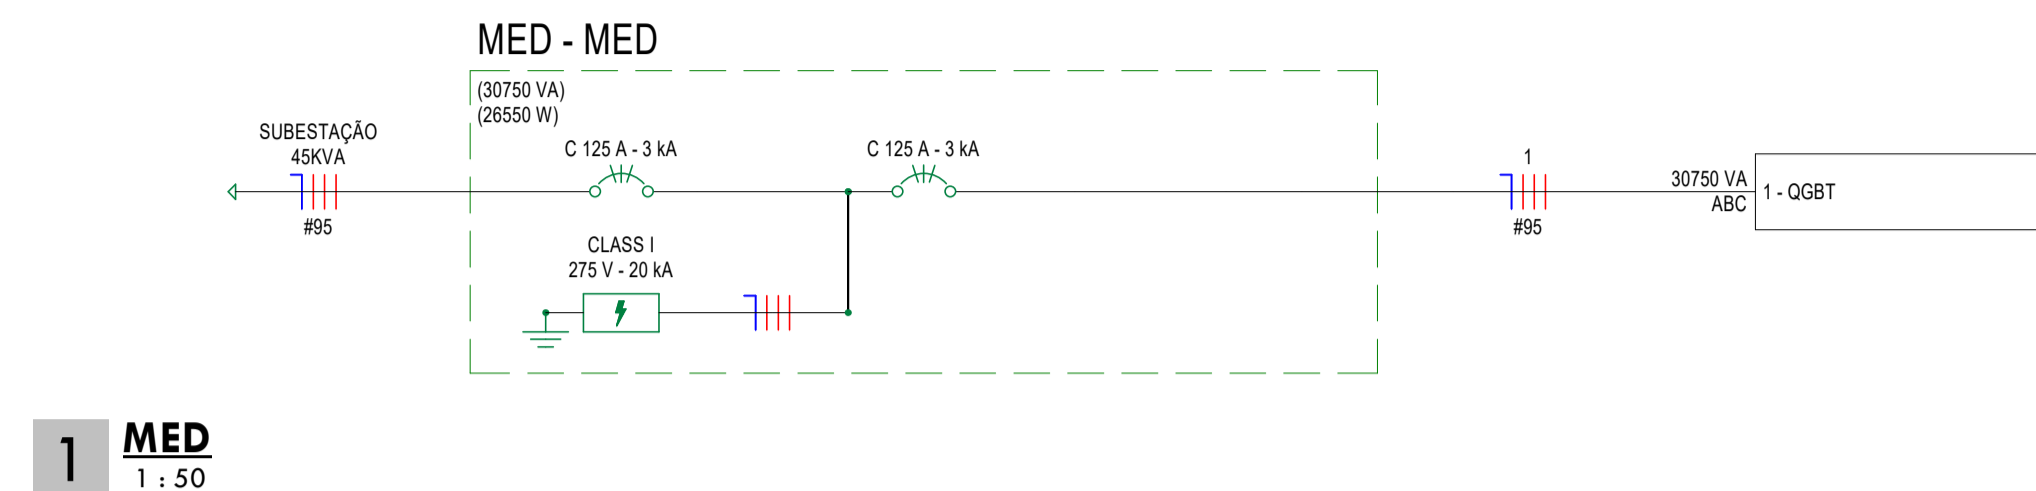 MED - MED
(30750 VA)
(26550 W)
SUBESTAÇÃO
45KVA
#95
C 125 A - 3 kA
C 125 A - 3 kA
CLASS I
275 V - 20 kA
1
#95
30750 VA
ABC
1 - QGBT
1
MED
1 : 50